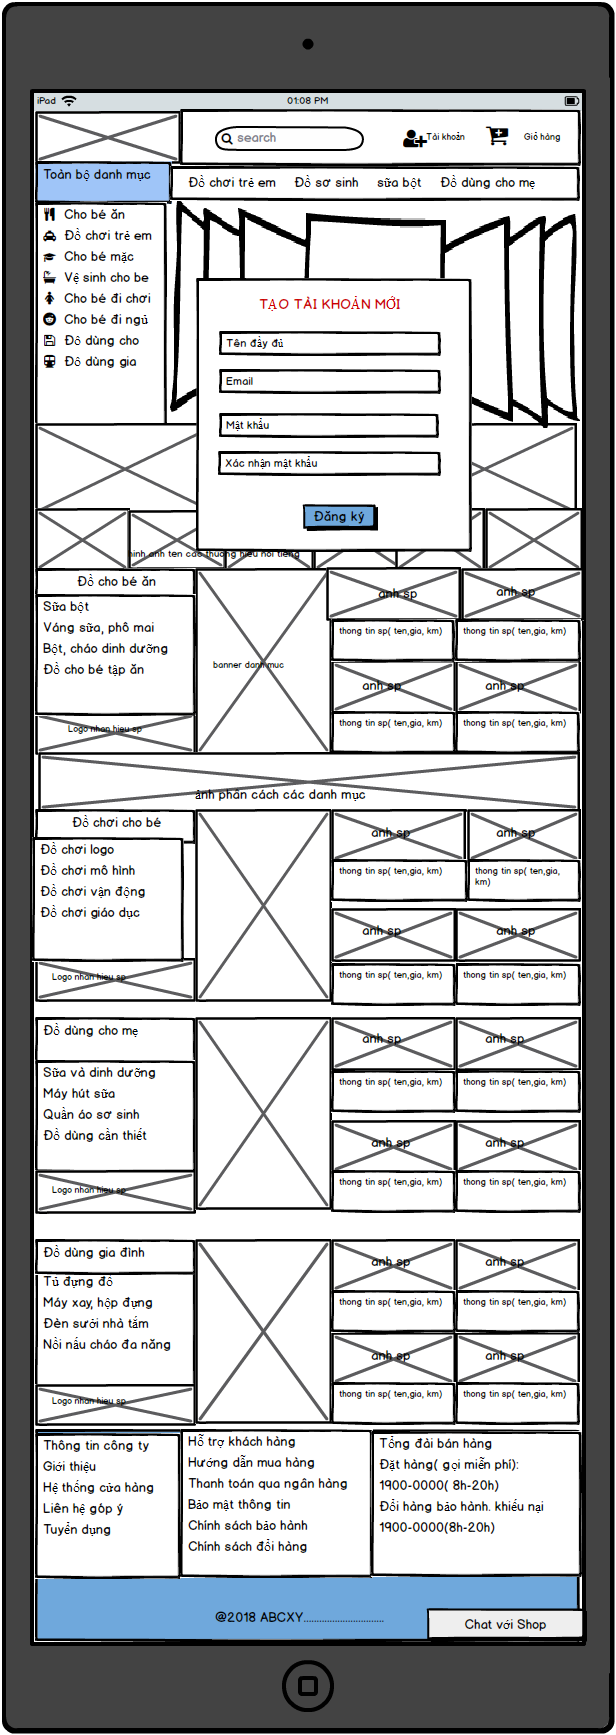 iPad
01:08 PM
search
Tài khoản
Giỏ hàng
Toàn bộ danh mục
Đồ chơi trẻ em
Đồ sơ sinh
sữa bột
Đồ dùng cho mẹ
Cho bé ăn
Đồ chơi trẻ em
Cho bé mặc
Vệ sinh cho be
Cho bé đi chơi
Cho bé đi ngủ
Đồ dùng cho
Đồ dùng gia
TẠO TÀI KHOẢN MỚI
Tên đầy đủ
Email
Mật khẩu
Xác nhận mật khẩu
Đăng ký
hinh anh ten cac thuong hieu noi tieng
Đồ cho bé ăn
Sữa bột
Váng sữa, phô mai
Bột, cháo dinh dưỡng
Đồ cho bé tập ăn
Logo nhan hieu sp
banner danh muc
anh sp
anh sp
thong tin sp( ten,gia, km)
thong tin sp( ten,gia, km)
anh sp
anh sp
thong tin sp( ten,gia, km)
thong tin sp( ten,gia, km)
ảnh phân cách các danh mục
Đồ chơi cho bé
Đồ chơi logo
Đồ chơi mô hình
Đồ chơi vận động
Đồ chơi giáo dục
Logo nhan hieu sp
anh sp
anh sp
thong tin sp( ten,gia, km)
thong tin sp( ten,gia,
km)
anh sp
anh sp
thong tin sp( ten,gia, km)
thong tin sp( ten,gia, km)
Đồ dùng cho mẹ
Sữa và dinh dưỡng
Máy hút sữa
Quần áo sơ sinh
Đồ dùng cần thiết
Logo nhan hieu sp
anh sp
anh sp
thong tin sp( ten,gia, km)
thong tin sp( ten,gia, km)
anh sp
anh sp
thong tin sp( ten,gia, km)
thong tin sp( ten,gia, km)
Đồ dùng gia đình
Tủ đựng đồ
Máy xay, hộp đựng
Đèn sưởi nhà tắm
Nồi nấu cháo đa năng
Logo nhan hieu sp
anh sp
anh sp
thong tin sp( ten,gia, km)
thong tin sp( ten,gia, km)
anh sp
anh sp
thong tin sp( ten,gia, km)
thong tin sp( ten,gia, km)
Thông tin công ty
Giới thiệu
Hệ thống cửa hàng
Liên hệ góp ý
Tuyển dụng
Hỗ trợ khách hàng
Hướng dẫn mua hàng
Thanh toán qua ngân hàng
Bảo mật thông tin
Chính sách bảo hành
Chính sách đổi hàng
Tổng đài bán hàng
Đặt hàng( gọi miễn phí):
1900-0000( 8h-20h)
Đổi hàng bảo hành. khiếu nại
1900-0000(8h-20h)
@2018 ABCXY................................
Chat với Shop